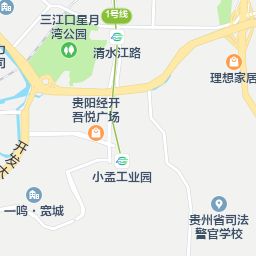 三江口星月
湾公园
1号线
清水江路
司
理想家居
贵阳经开
吾悦广场
开发大
小孟工业园
一鸣·宽城
贵州省司法
警官学校